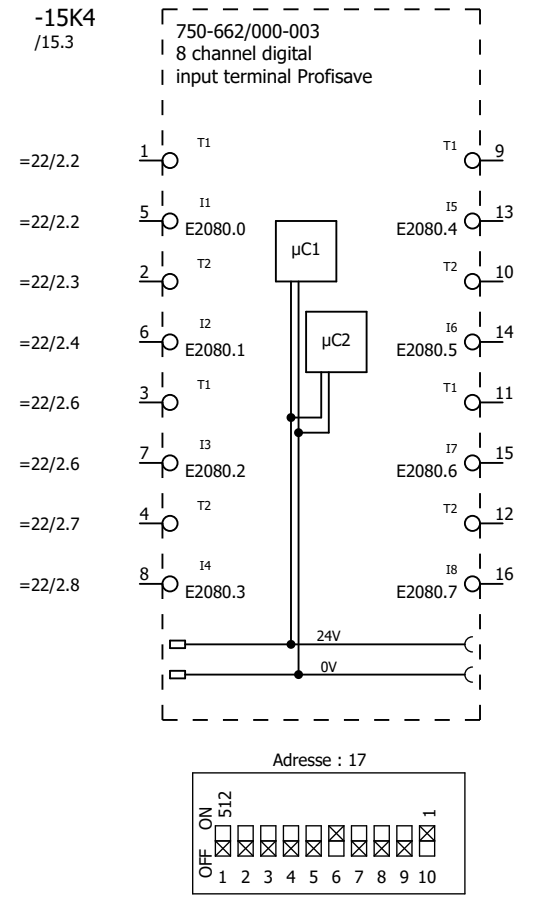 -15K4
/15.3
750-662/000-003
8 channel digital
input terminal Profisave
=22/2.2 1 T1 T1 9
=22/2.2 5 I1 E2080.0 I5 E2080.4 13
µC1
=22/2.3 2 T2 T2 10
=22/2.4 6 I2 E2080.1 I6 E2080.5 14
µC2
=22/2.6 3 T1 T1 11
=22/2.6 7 I3 E2080.2 I7 E2080.6 15
=22/2.7 4 T2 T2 12
=22/2.8 8 I4 E2080.3 I8 E2080.7 16
24V
0V
Adresse : 17
ON 512 1
OFF
1 2 3 4 5 6 7 8 9 10